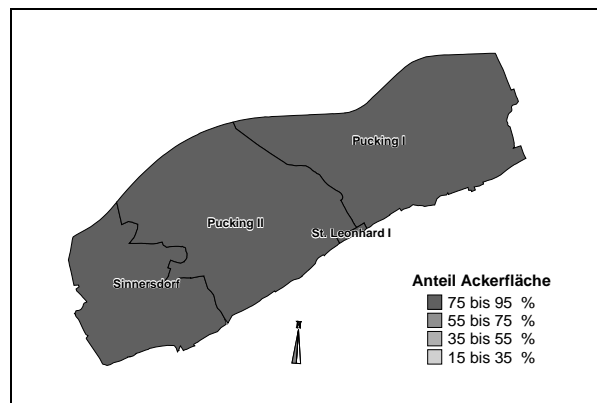 Pucking I
Pucking II
St. Leonhard I
Sinnersdorf
Anteil Ackerfläche
75 bis 95 %
55 bis 75 %
35 bis 55 %
15 bis 35 %
N